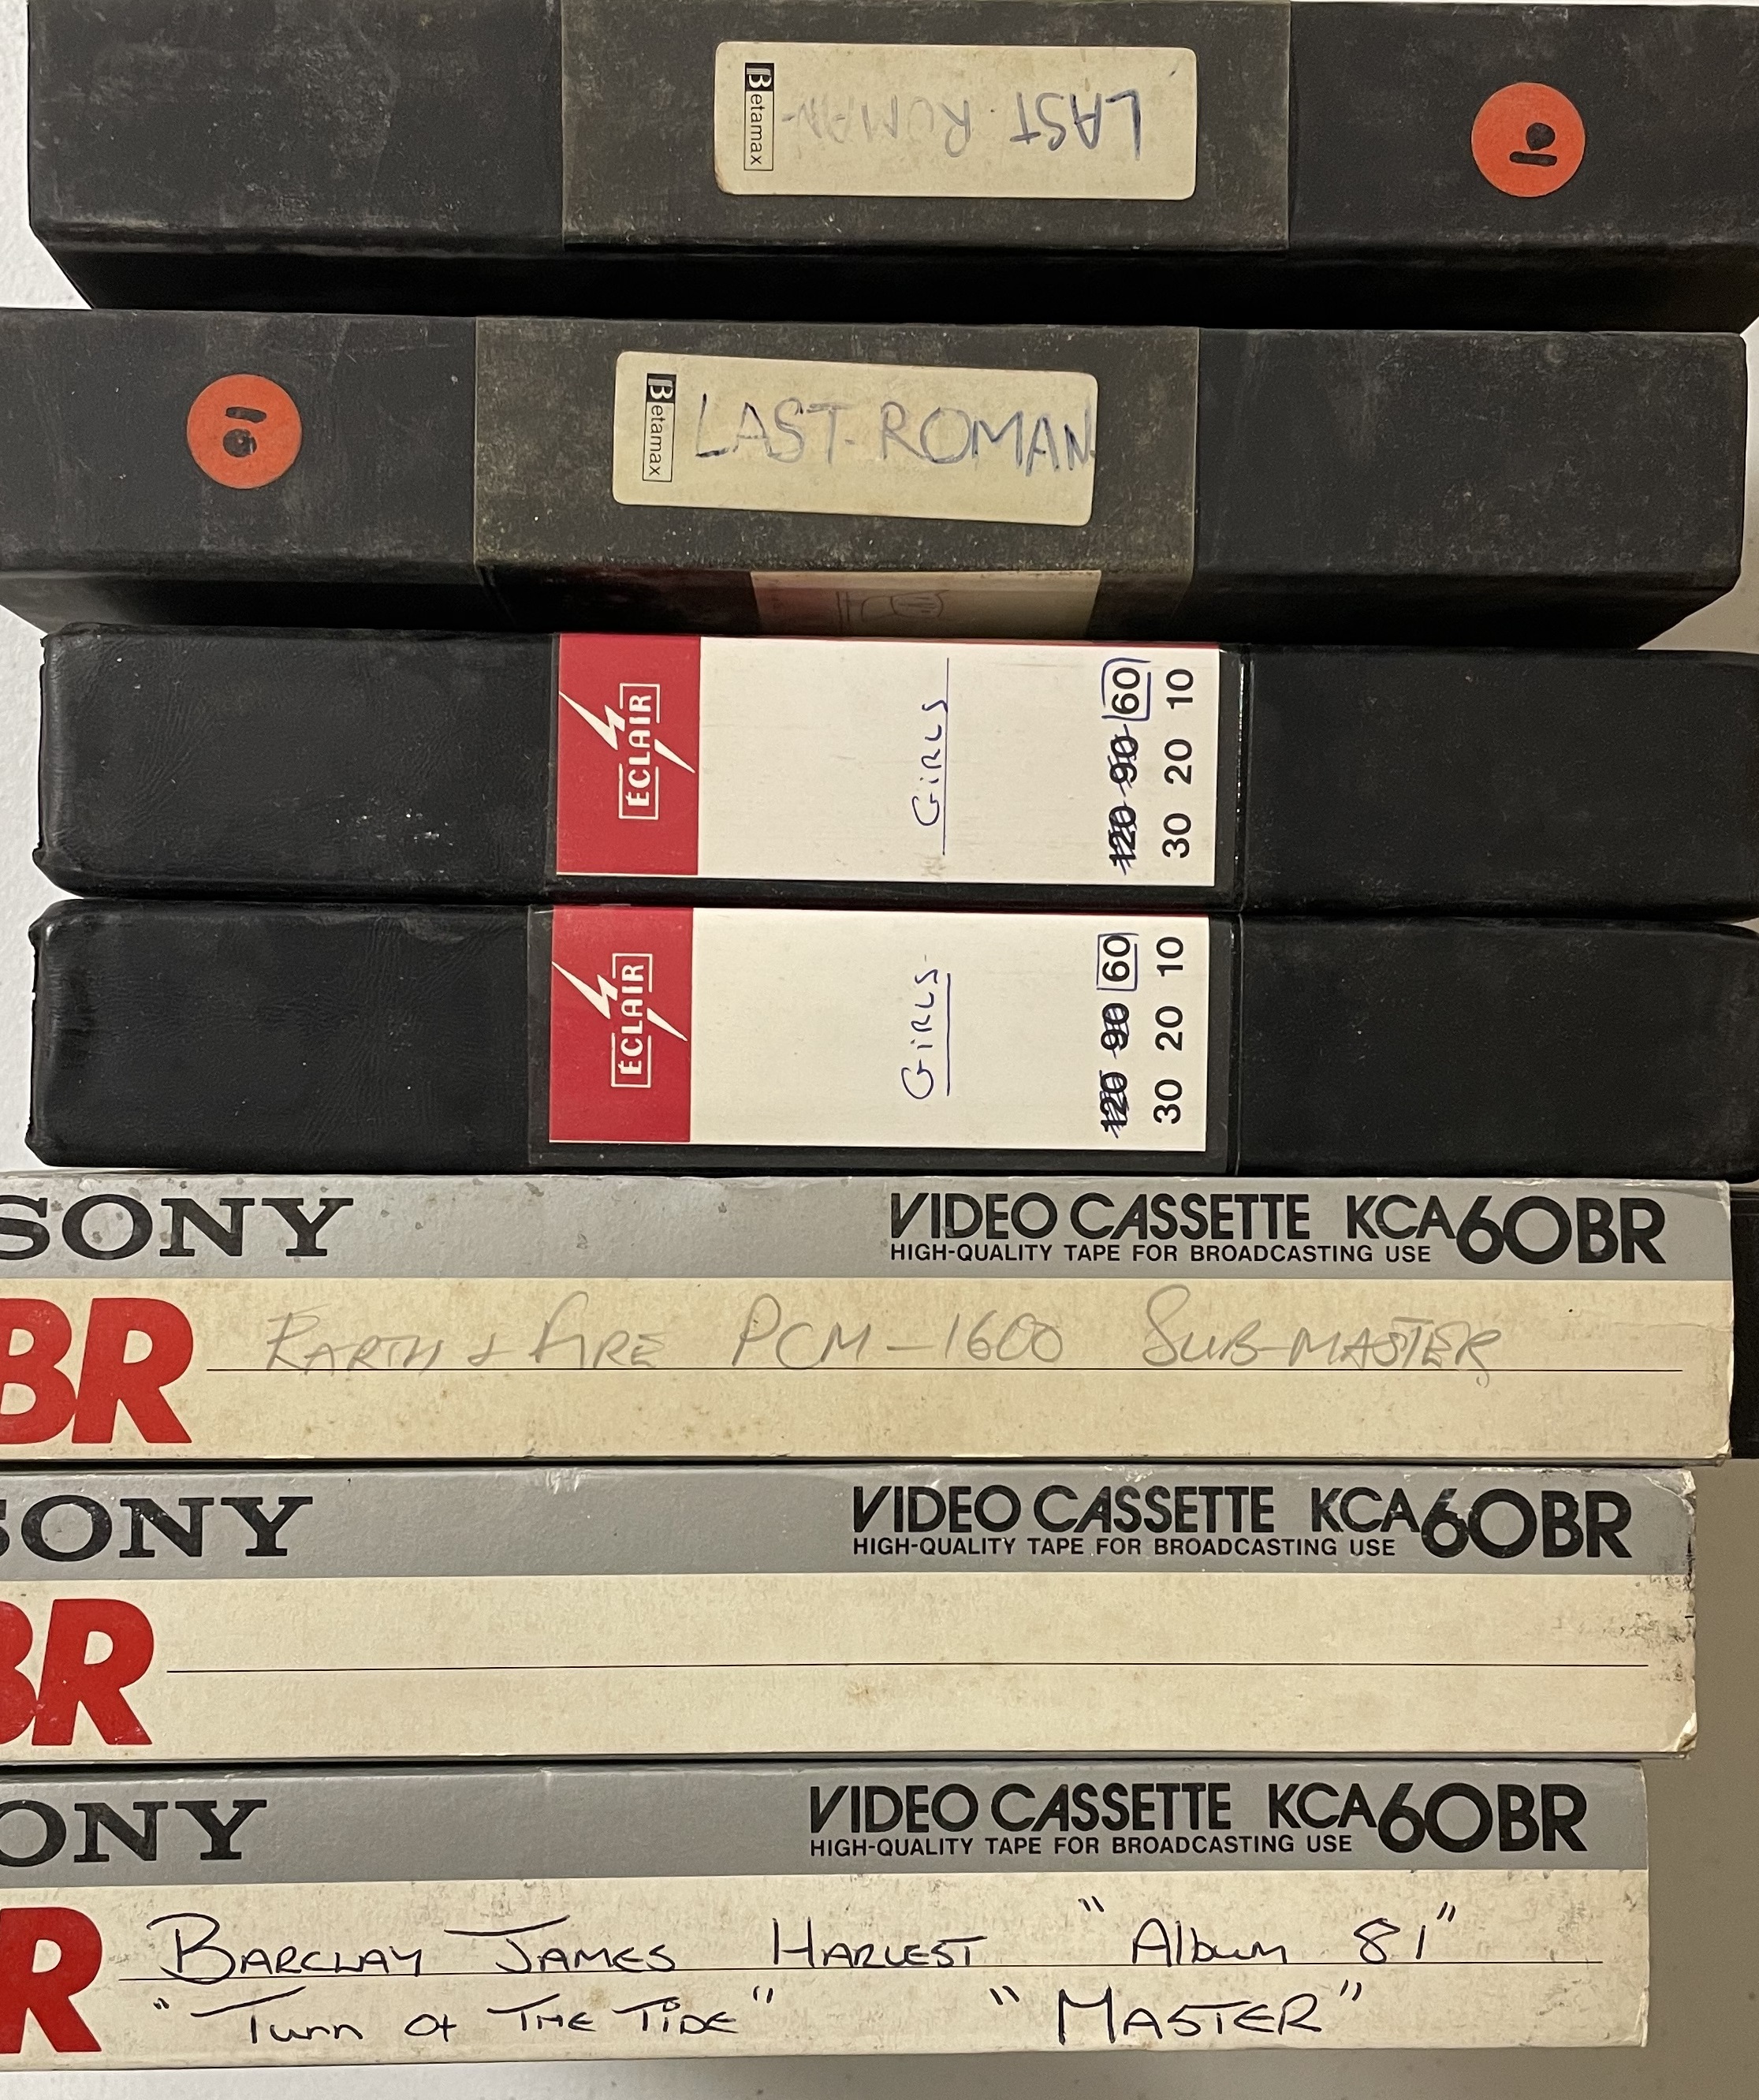 Betamax LAST ROMAN-
Betamax LAST-ROMAN
ECLAIR
GiRLS
120 90 60
30 20 10
ECLAIR
GiRLS-
120 90 60
30 20 10
SONY VIDEO CASSETTE KCA60BR
HIGH-QUALITY TAPE FOR BROADCASTING USE
BR EARTH & FIRE PCM-1600 SUB-MASTER
SONY VIDEO CASSETTE KCA60BR
HIGH-QUALITY TAPE FOR BROADCASTING USE
BR
ONY VIDEO CASSETTE KCA60BR
HIGH-QUALITY TAPE FOR BROADCASTING USE
R BARCLAY JAMES HARVEST "Album 81"
"Turn of THE TiDE" "MASTER"